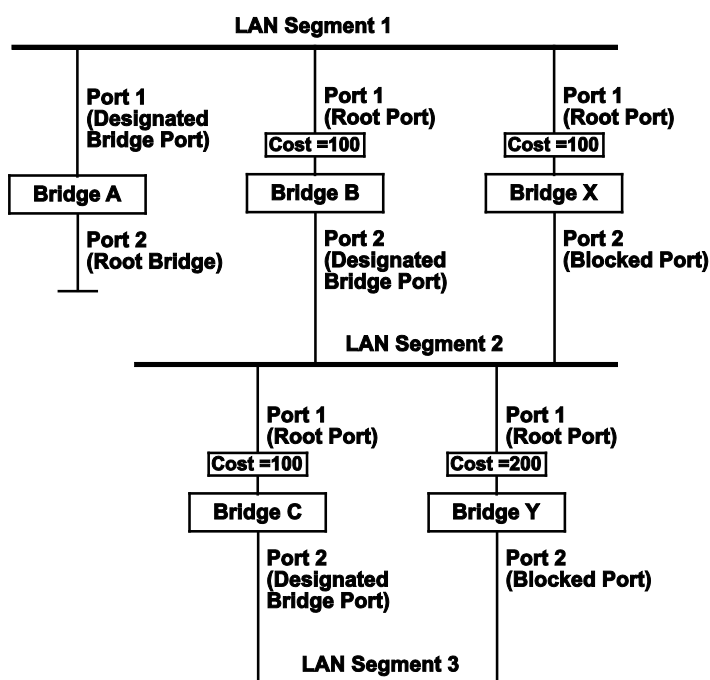 LAN Segment 1
Port 1
(Designated
Bridge Port)
Port 1
(Root Port)
Cost =100
Port 1
(Root Port)
Cost =100
Bridge A
Bridge B
Bridge X
Port 2
(Root Bridge)
Port 2
(Designated
Bridge Port)
Port 2
(Blocked Port)
LAN Segment 2
Port 1
(Root Port)
Cost =100
Port 1
(Root Port)
Cost =200
Bridge C
Bridge Y
Port 2
(Designated
Bridge Port)
Port 2
(Blocked Port)
LAN Segment 3